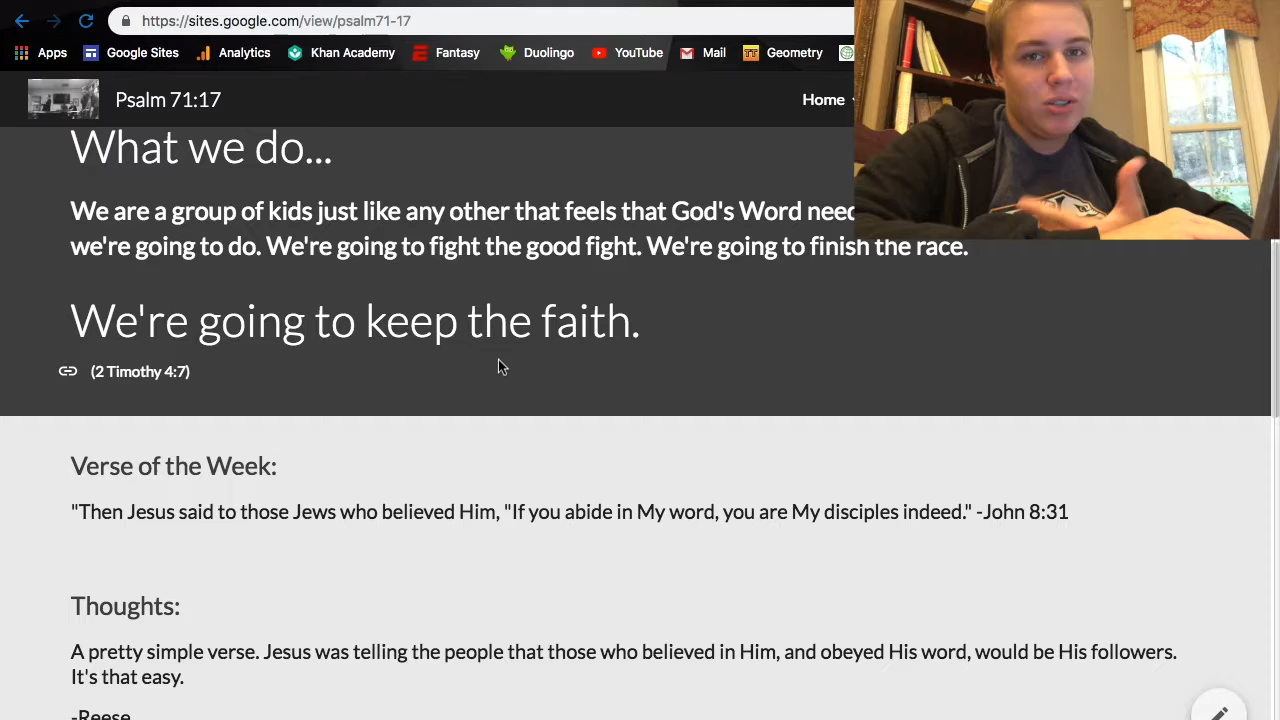 https://sites.google.com/view/psalm71-17
Apps Google Sites Analytics Khan Academy Fantasy Duolingo YouTube Mail Geometry
Psalm 71:17 Home
What we do...
We are a group of kids just like any other that feels that God's Word
we're going to do. We're going to fight the good fight. We're going to finish the race.
We're going to keep the faith.
(2 Timothy 4:7)
Verse of the Week:
"Then Jesus said to those Jews who believed Him, "If you abide in My word, you are My disciples indeed." -John 8:31
Thoughts:
A pretty simple verse. Jesus was telling the people that those who believed in Him, and obeyed His word, would be His followers.
It's that easy.
-Reese